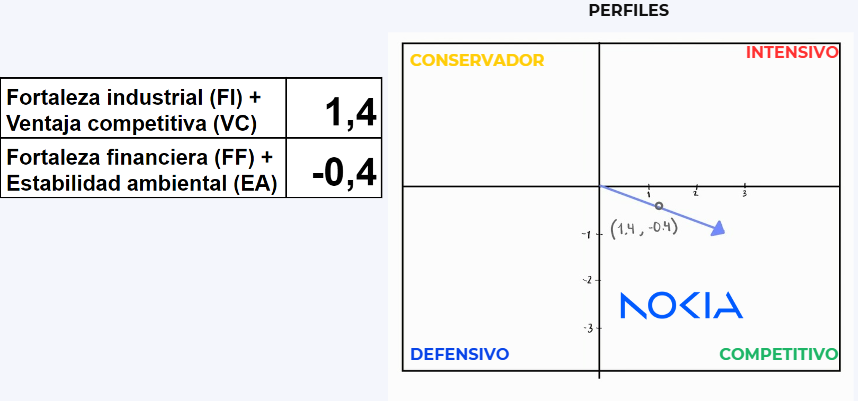 PERFILES
Fortaleza industrial (FI) +
Ventaja competitiva (VC)
1,4
Fortaleza financiera (FF) +
Estabilidad ambiental (EA)
-0,4
CONSERVADOR
INTENSIVO
1 2 3
-1
(1.4 , -0.4)
-2
NOKIA
-3
DEFENSIVO
COMPETITIVO